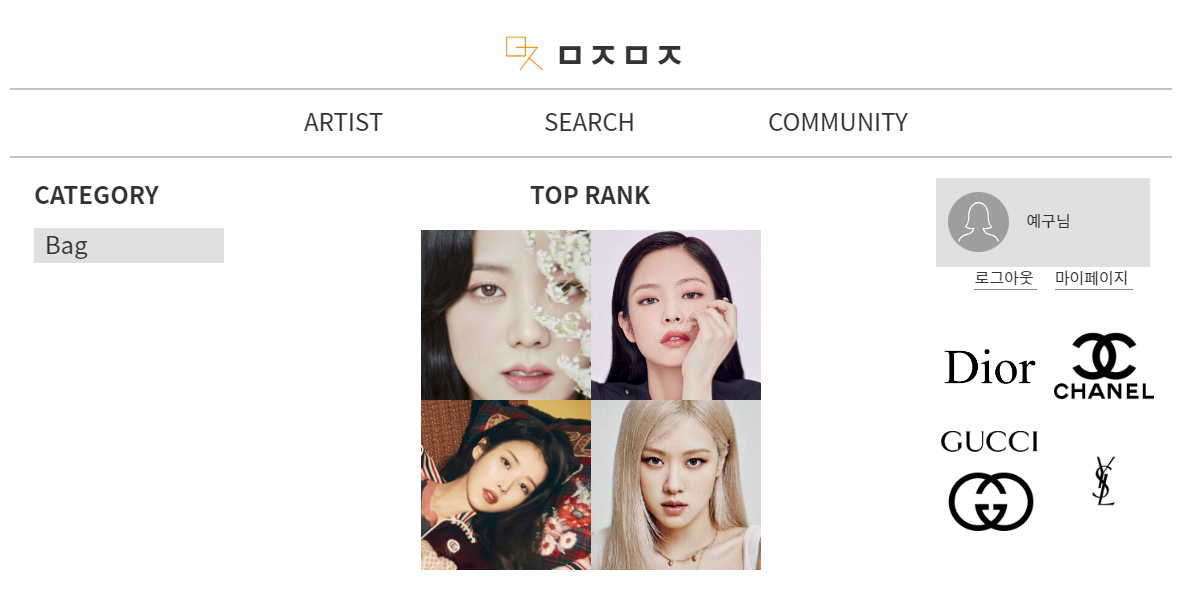 ㅁㅈㅁㅈ
ARTIST SEARCH COMMUNITY
CATEGORY
Bag
TOP RANK
예구님
로그아웃 마이페이지
Dior
CHANEL
GUCCI
YSL